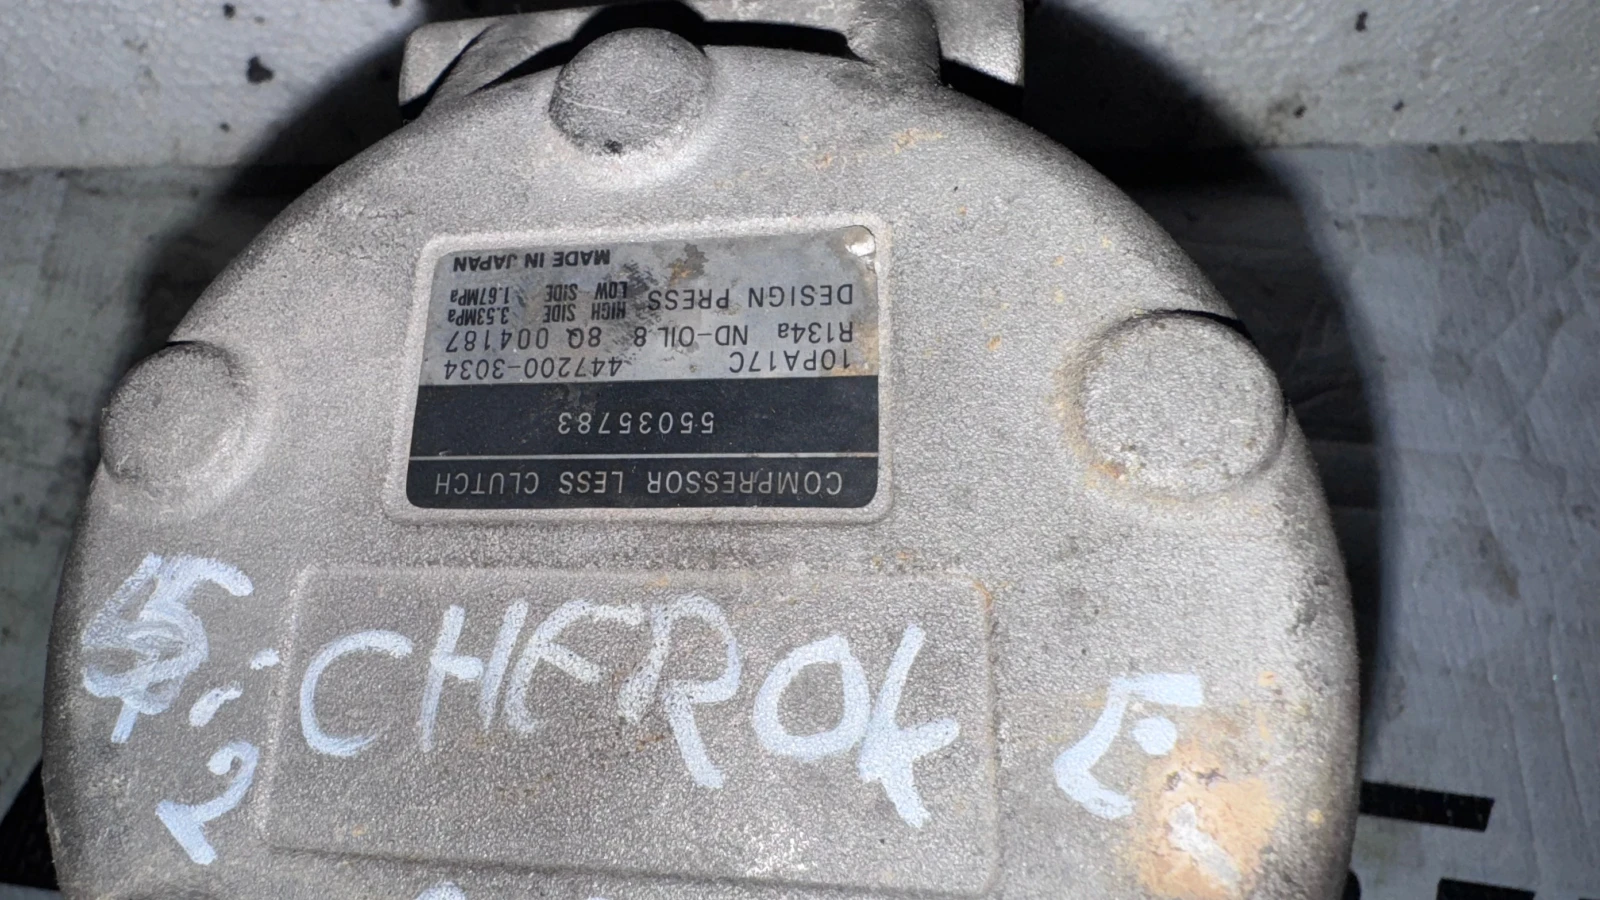 COMPRESSOR LESS CLUTCH
55035783
10PA17C 447200-3034
R134a ND-OIL 8 8Q 004187
DESIGN PRESS HIGH SIDE 3.53MPa
LOW SIDE 1.67MPa
MADE IN JAPAN
CHEROK